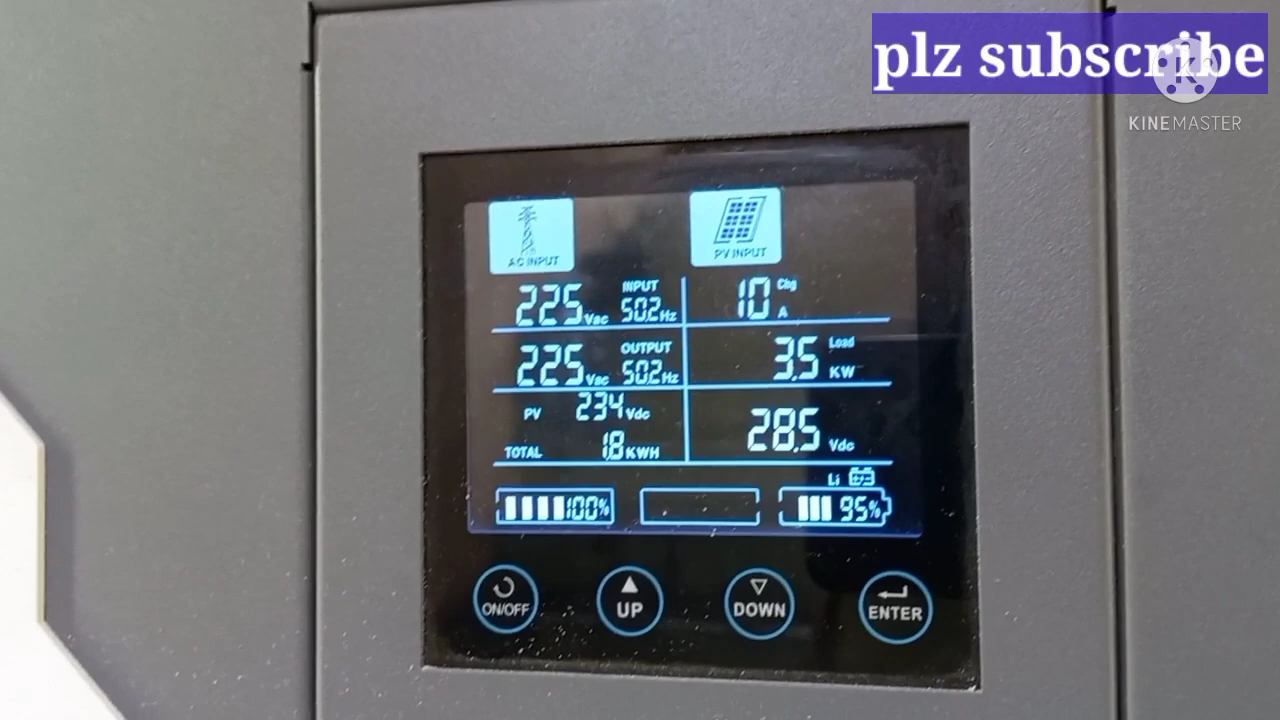 plz subscribe
K
KINEMASTER
AC INPUT
PV INPUT
225 Vac INPUT 50.2 Hz
10 Chg A
225 Vac OUTPUT 50.2 Hz
3.5 Load KW
PV 234 Vdc
TOTAL 1.8 KWH
28.5 Vdc
Li
100%
95%
ON/OFF
UP
DOWN
ENTER